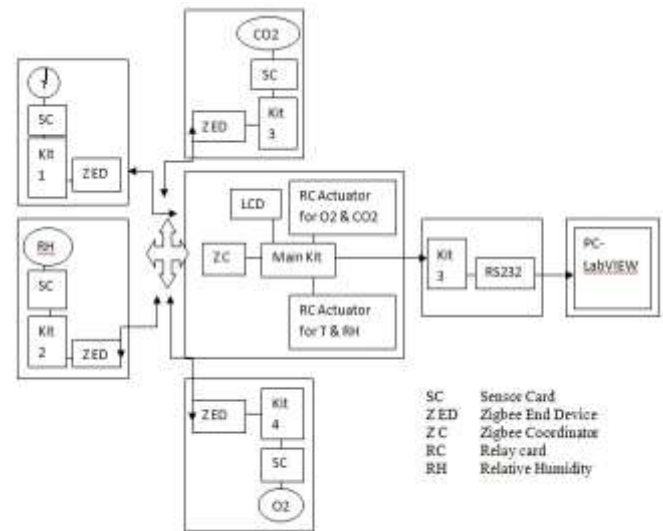 CO2
SC
Kit
3
ZED
T
SC
Kit
1
ZED
RH
SC
Kit
2
ZED
LCD
RC Actuator
for O2 & CO2
ZC
Main Kit
RC Actuator
for T & RH
Kit
3
RS232
PC-
LabVIEW
ZED
Kit
4
SC
O2
SC Sensor Card
ZED Zigbee End Device
ZC Zigbee Coordinator
RC Relay card
RH Relative Humidity